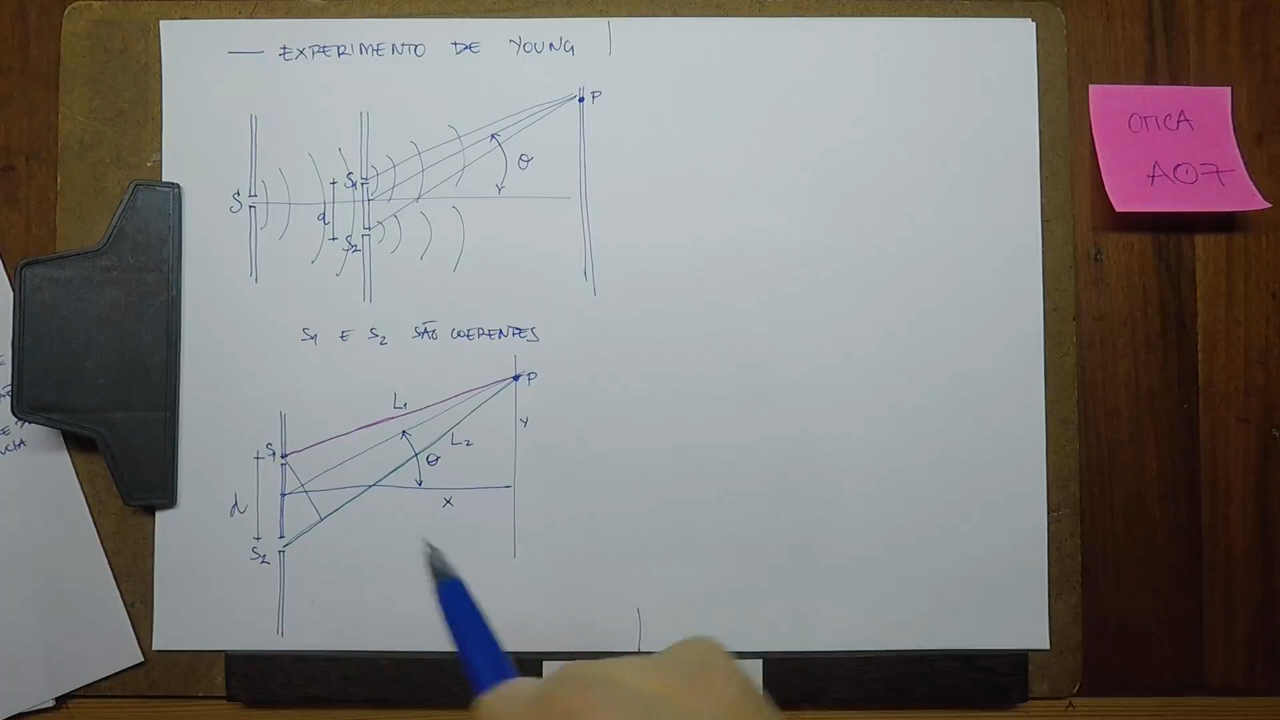 — EXPERIMENTO DE YOUNG
P
θ
S
S1
d
S2
S1 E S2 SÃO COERENTES
P
L1
Y
L2
S1
θ
X
d
S2
OTICA
A07